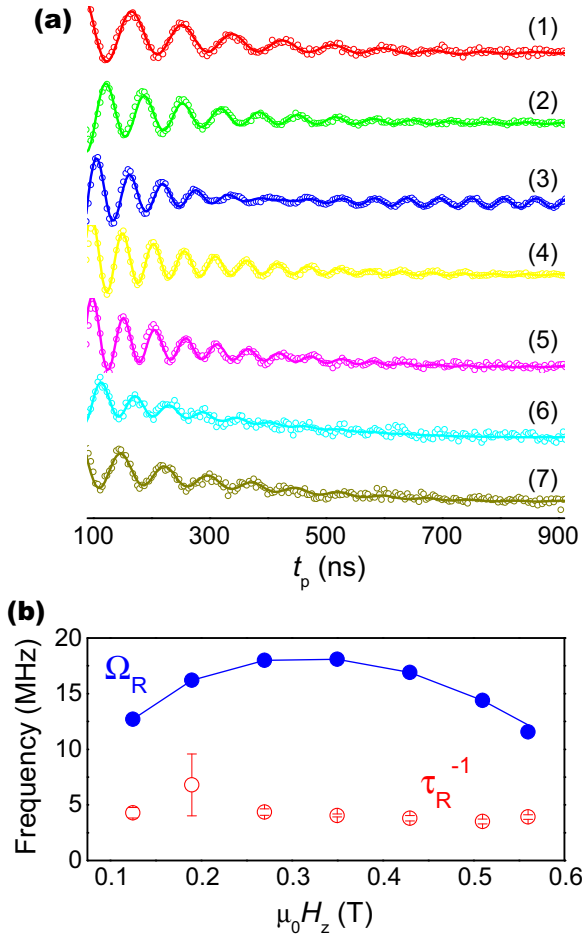 (a)
(1)
(2)
(3)
(4)
(5)
(6)
(7)
100 300 500 700 900
tp (ns)
(b)
20
15
10
5
0
Frequency (MHz)
ΩR
τR-1
0.1 0.2 0.3 0.4 0.5 0.6
μ0Hz (T)